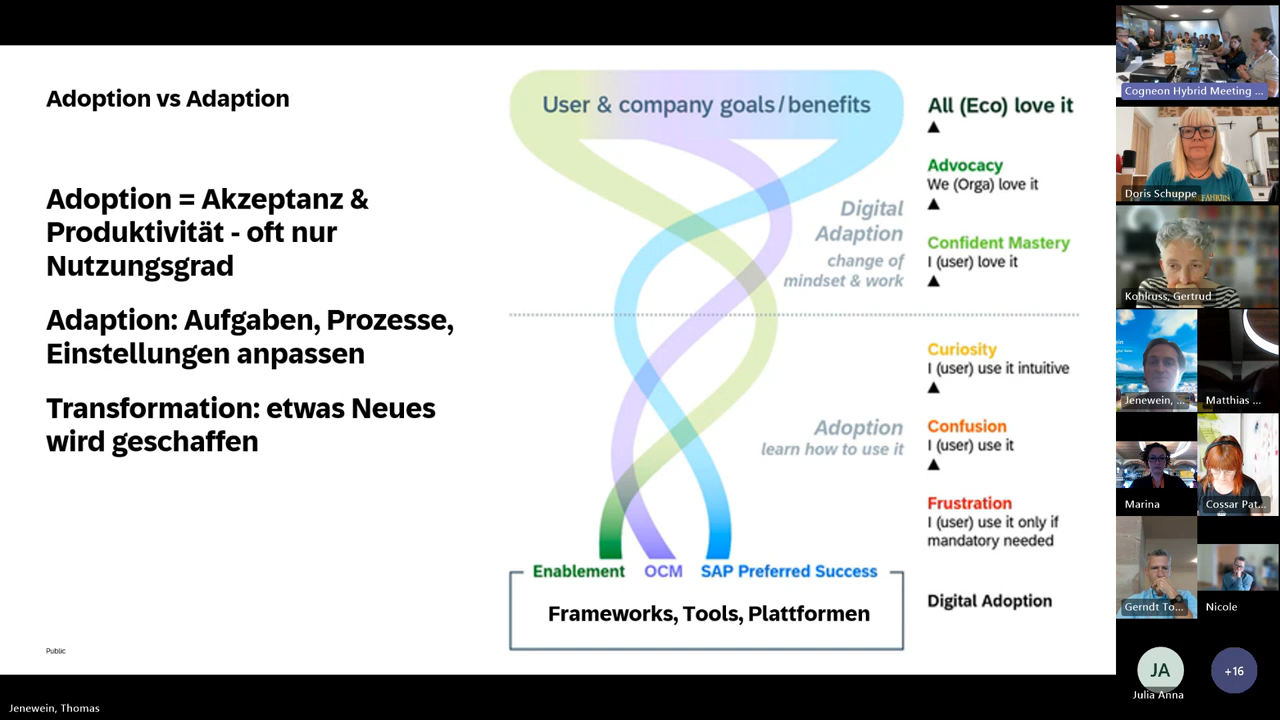 Adoption vs Adaption
Adoption = Akzeptanz &
Produktivität - oft nur
Nutzungsgrad
Adaption: Aufgaben, Prozesse,
Einstellungen anpassen
Transformation: etwas Neues
wird geschaffen
Public
User & company goals/benefits
Digital
Adaption
change of
mindset & work
Adoption
learn how to use it
Enablement OCM SAP Preferred Success
Frameworks, Tools, Plattformen
All (Eco) love it
Advocacy
We (Orga) love it
Confident Mastery
I (user) love it
Curiosity
I (user) use it intuitive
Confusion
I (user) use it
Frustration
I (user) use it only if
mandatory needed
Digital Adoption
Cogneon Hybrid Meeting ...
Doris Schuppe
Kohlruss, Gertrud
Jenewein, ...
Matthias ...
Marina
Cossar Pat...
Gerndt To...
Nicole
JA
Julia Anna
+16
Jenewein, Thomas